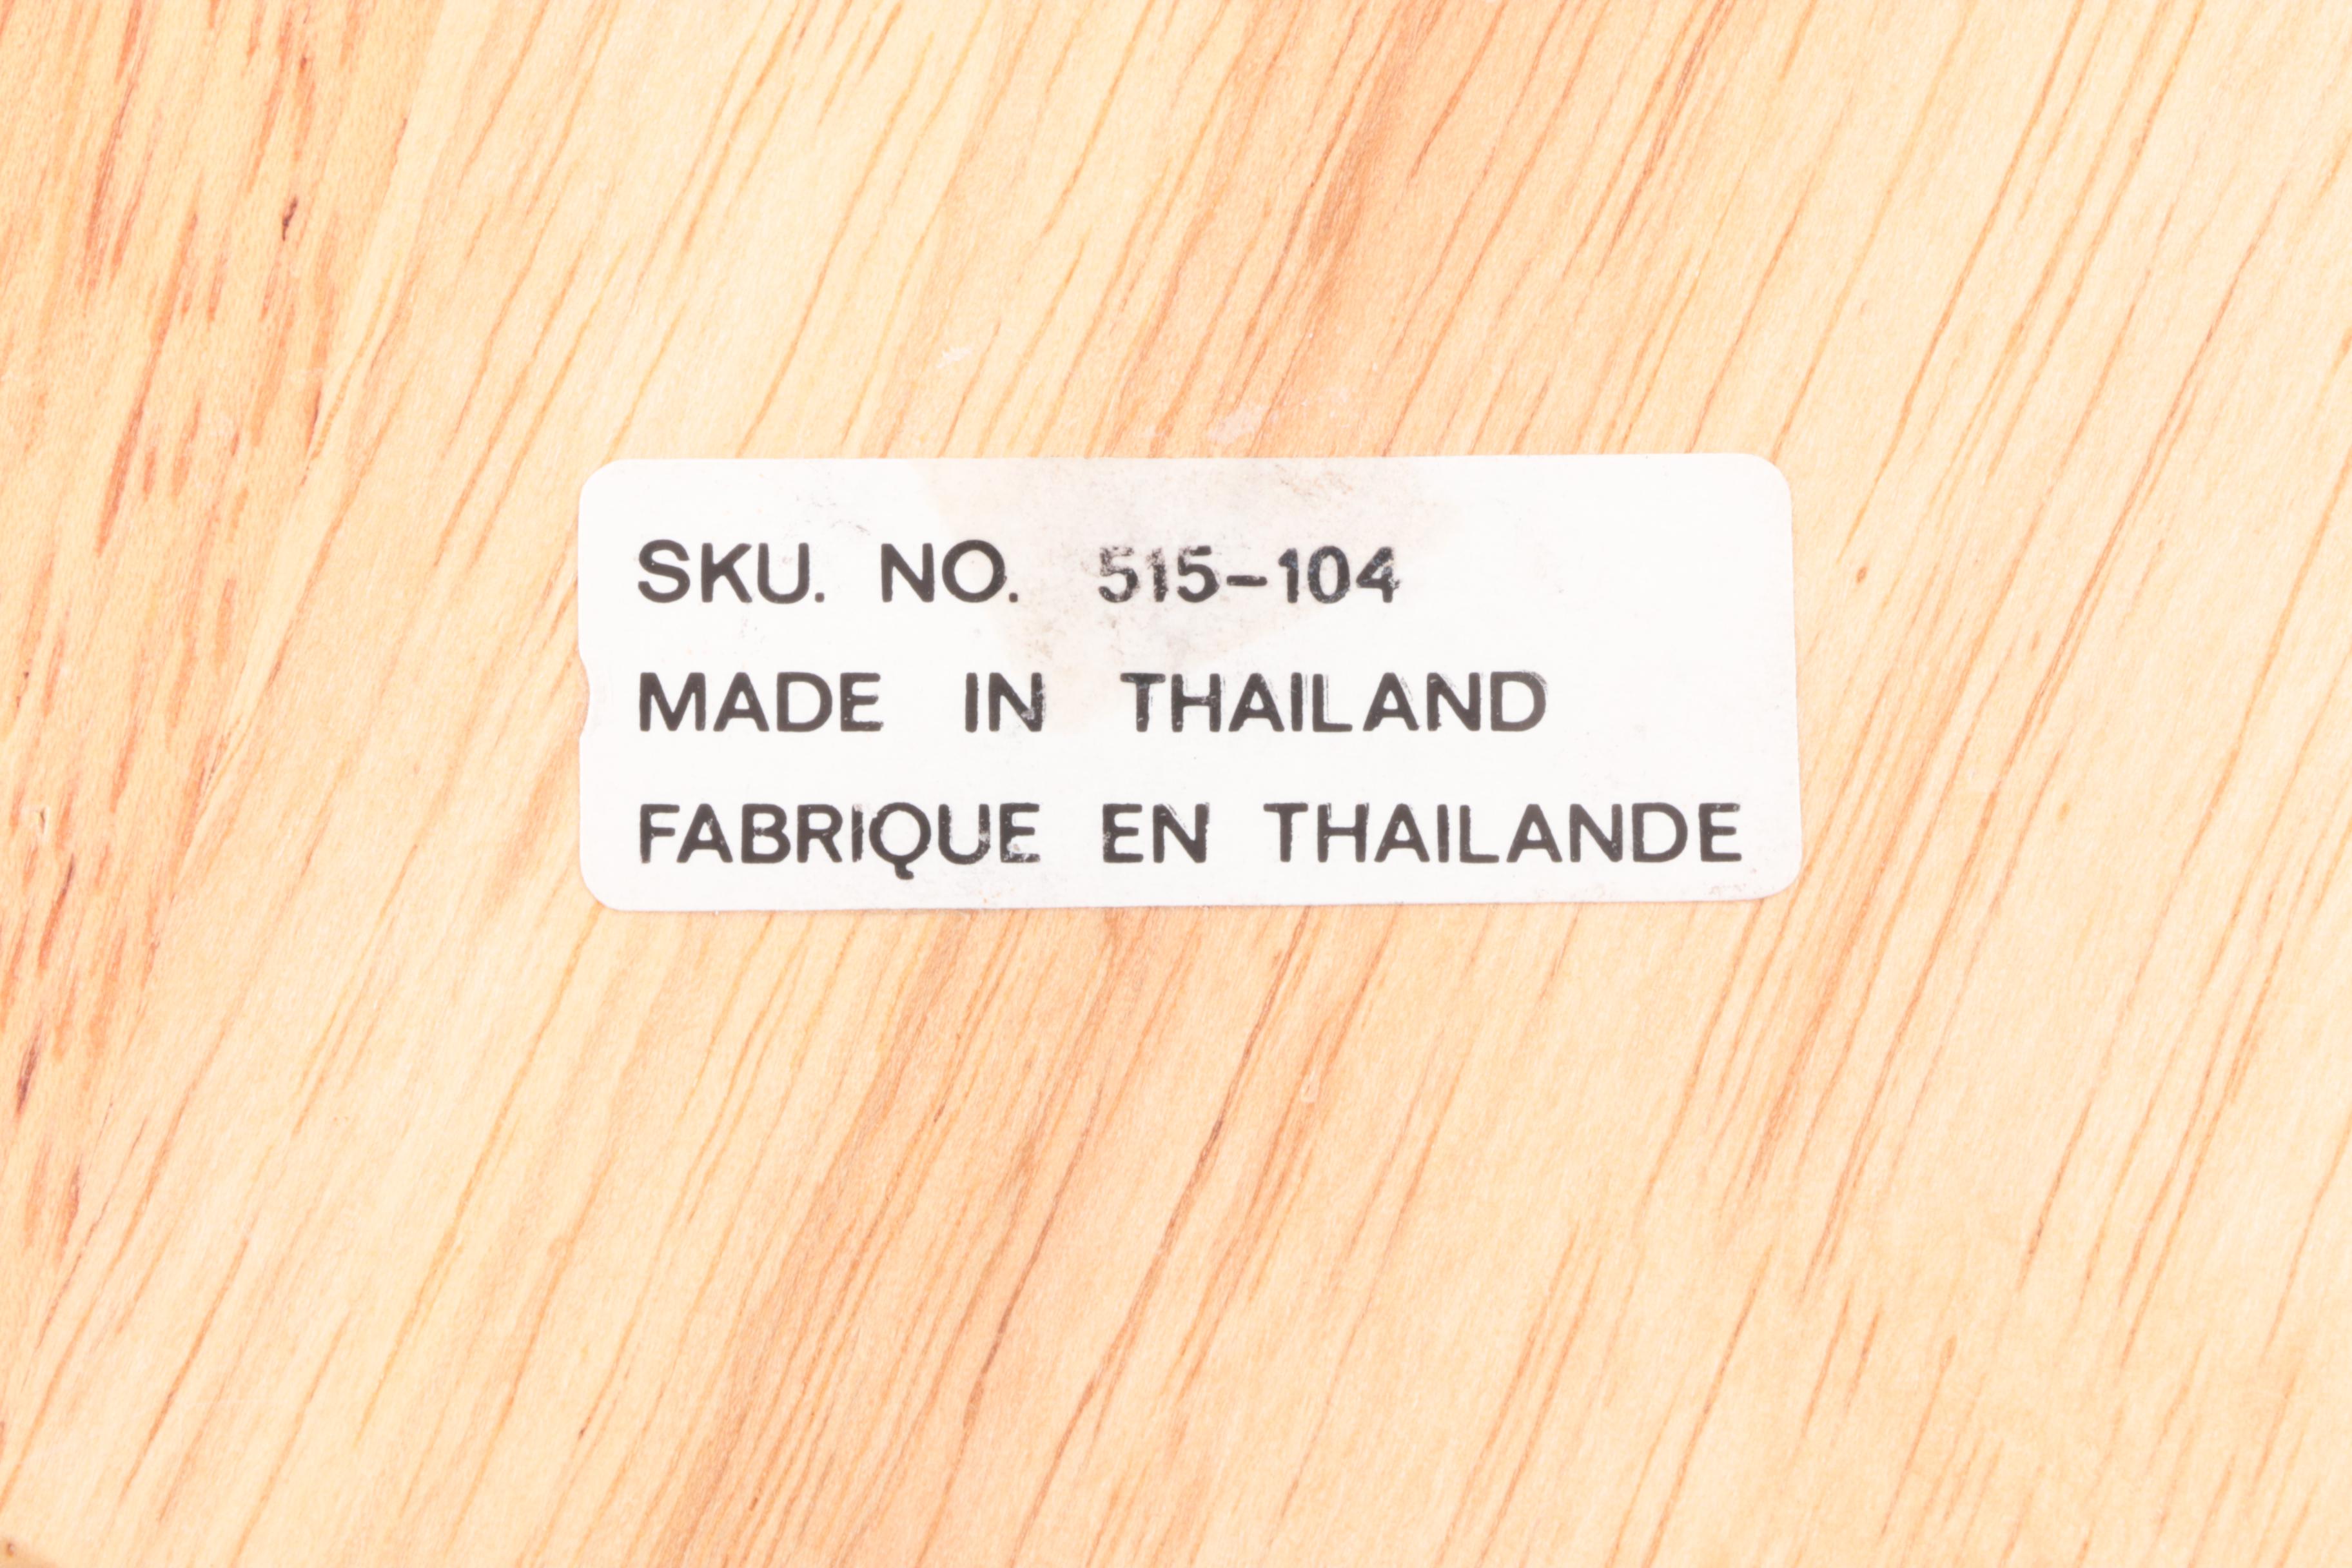 SKU. NO. 515-104
MADE IN THAILAND
FABRIQUE EN THAILANDE